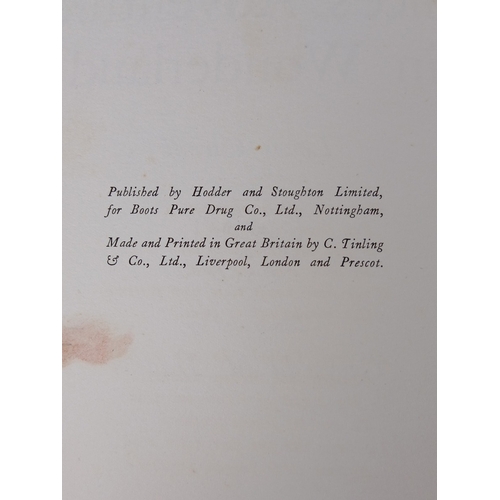 Published by Hodder and Stoughton Limited,
for Boots Pure Drug Co., Ltd., Nottingham,
and
Made and Printed in Great Britain by C. Tinling
& Co., Ltd., Liverpool, London and Prescot.